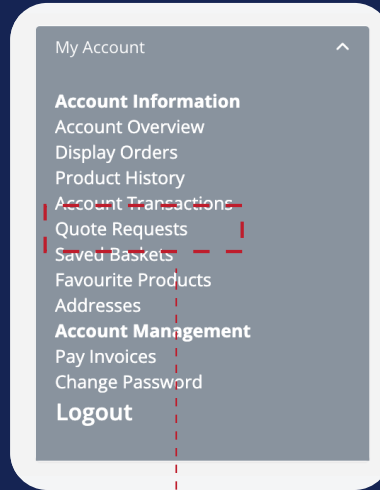 My Account
Account Information
Account Overview
Display Orders
Product History
Account Transactions
Quote Requests
Saved Baskets
Favourite Products
Addresses
Account Management
Pay Invoices
Change Password
Logout